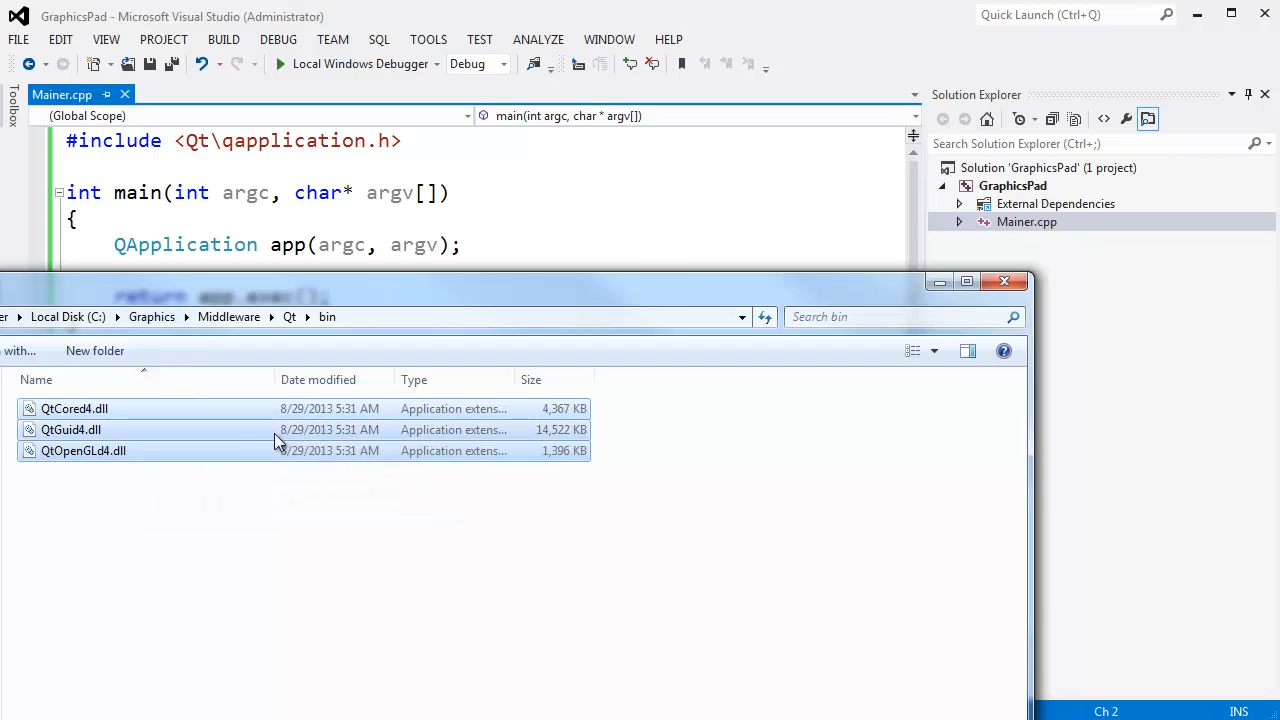 GraphicsPad - Microsoft Visual Studio (Administrator)
Quick Launch (Ctrl+Q)
FILE EDIT VIEW PROJECT BUILD DEBUG TEAM SQL TOOLS TEST ANALYZE WINDOW HELP
Local Windows Debugger Debug
Toolbox
Mainer.cpp
Solution Explorer
(Global Scope) main(int argc, char * argv[])
#include <Qt\qapplication.h>
Search Solution Explorer (Ctrl+;)
Solution 'GraphicsPad' (1 project)
GraphicsPad
External Dependencies
Mainer.cpp
int main(int argc, char* argv[])
{
QApplication app(argc, argv);
return app.exec();
er Local Disk (C:) Graphics Middleware Qt bin
Search bin
with... New folder
Name Date modified Type Size
QtCored4.dll 8/29/2013 5:31 AM Application extens... 4,367 KB
QtGuid4.dll 8/29/2013 5:31 AM Application extens... 14,522 KB
QtOpenGLd4.dll 8/29/2013 5:31 AM Application extens... 1,396 KB
Ch 2 INS